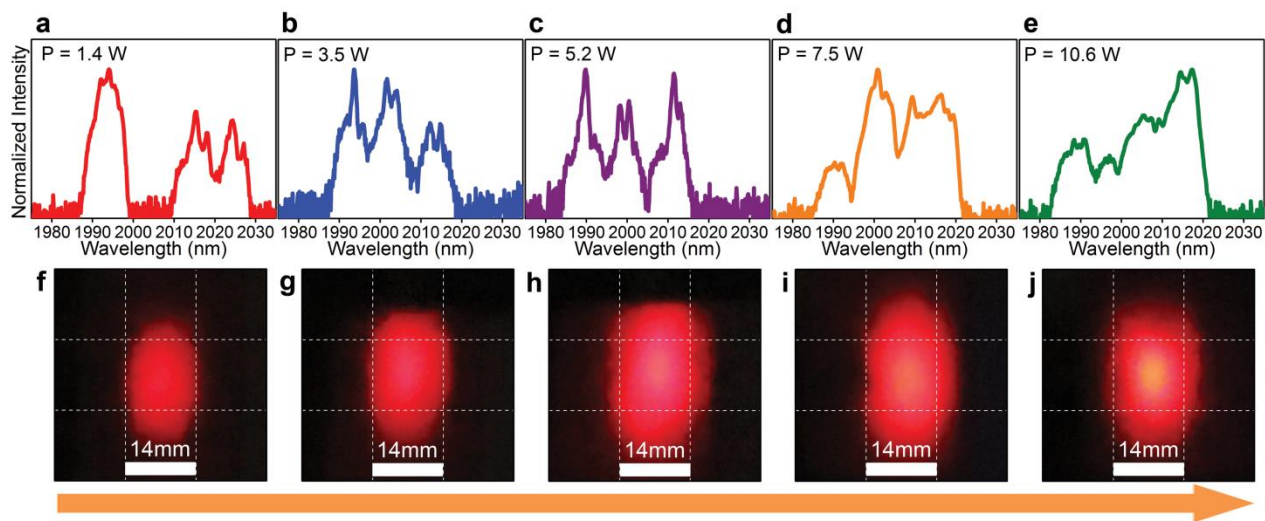 a
b
c
d
e
Normalized Intensity
P = 1.4 W
P = 3.5 W
P = 5.2 W
P = 7.5 W
P = 10.6 W
1980 1990 2000 2010 2020 2030
1980 1990 2000 2010 2020 2030
1980 1990 2000 2010 2020 2030
1980 1990 2000 2010 2020 2030
1980 1990 2000 2010 2020 2030
Wavelength (nm)
Wavelength (nm)
Wavelength (nm)
Wavelength (nm)
Wavelength (nm)
f
g
h
i
j
14mm
14mm
14mm
14mm
14mm